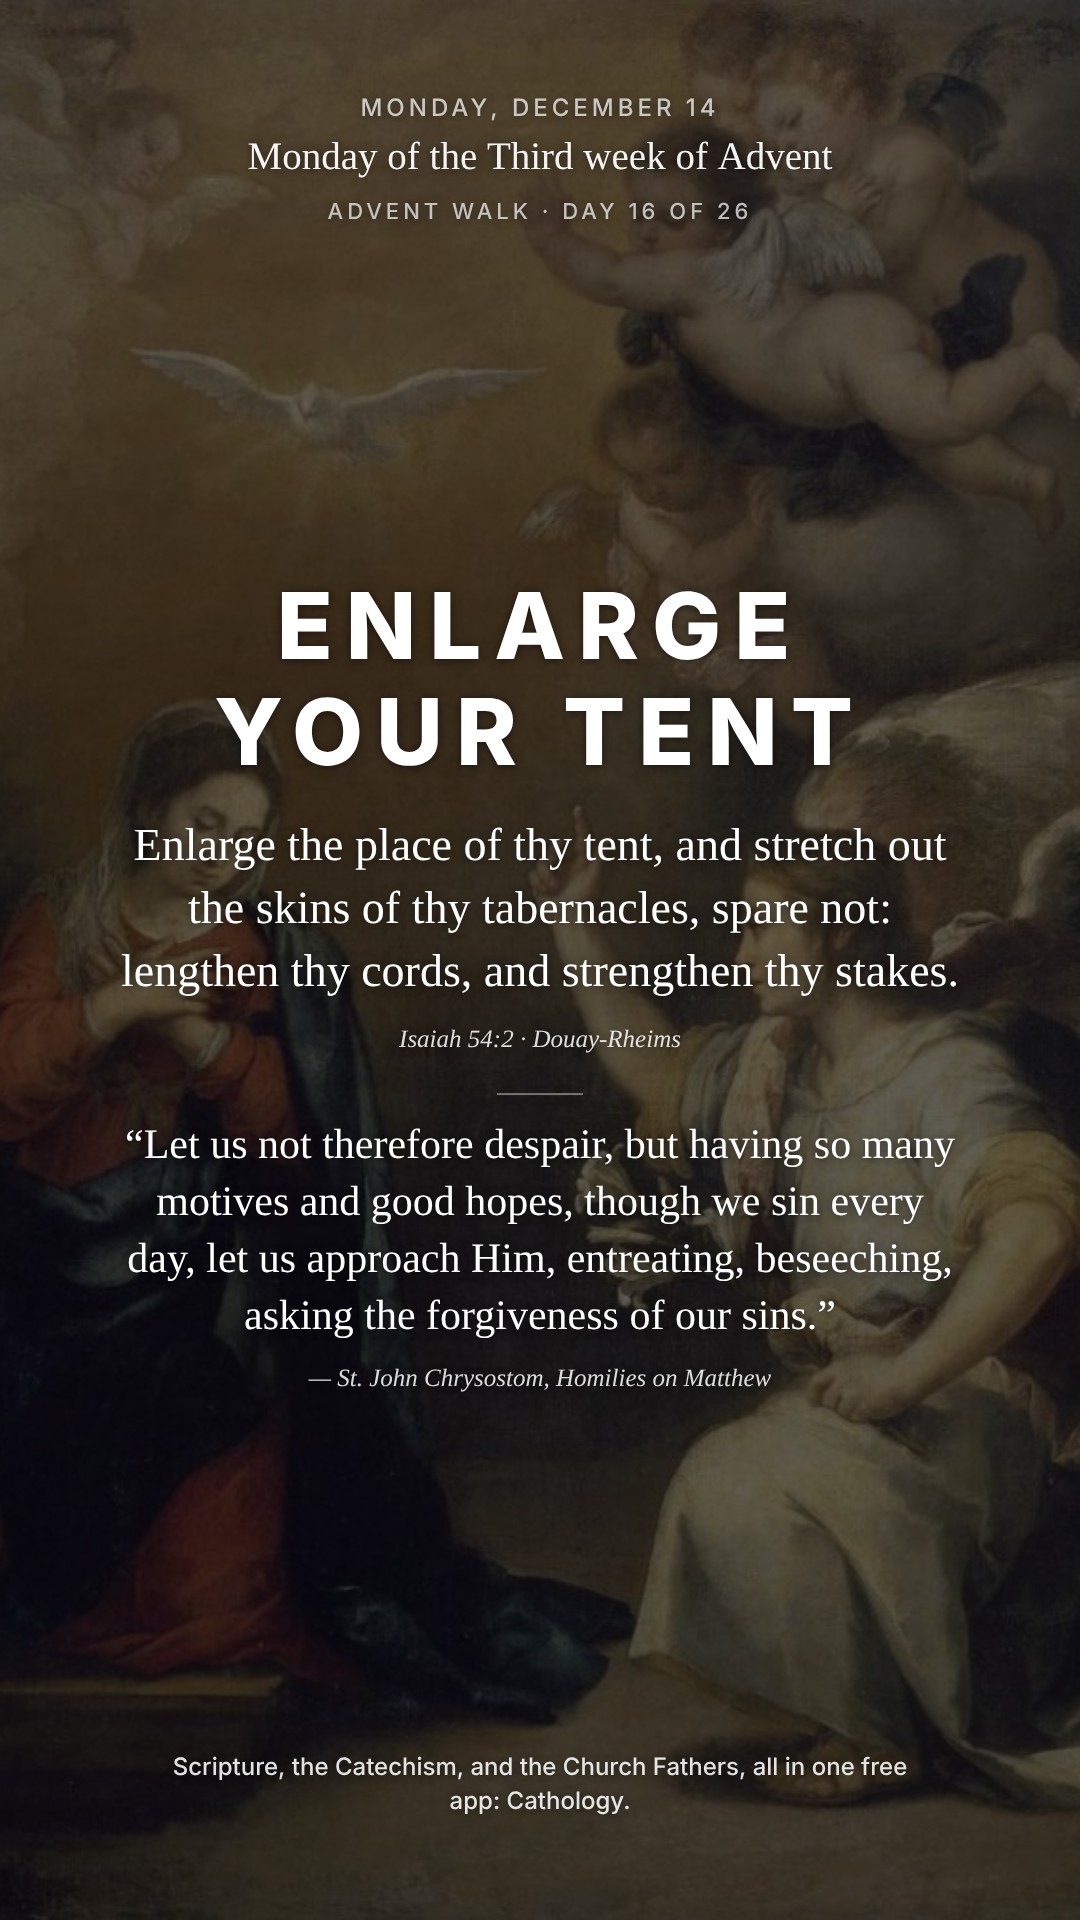 MONDAY, DECEMBER 14
Monday of the Third week of Advent
ADVENT WALK · DAY 16 OF 26
ENLARGE
YOUR TENT
Enlarge the place of thy tent, and stretch out
the skins of thy tabernacles, spare not:
lengthen thy cords, and strengthen thy stakes.
Isaiah 54:2 · Douay-Rheims
“Let us not therefore despair, but having so many
motives and good hopes, though we sin every
day, let us approach Him, entreating, beseeching,
asking the forgiveness of our sins.”
— St. John Chrysostom, Homilies on Matthew
Scripture, the Catechism, and the Church Fathers, all in one free
app: Cathology.